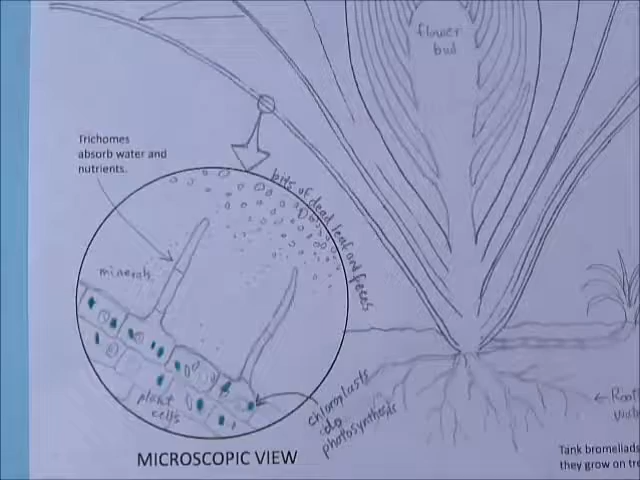 flower
bud
Trichomes
absorb water and
nutrients.
bits of dead leaf and feces
minerals
plant
cells
chloroplasts
do
photosynthesis
MICROSCOPIC VIEW
Tank bromeliads
they grow on